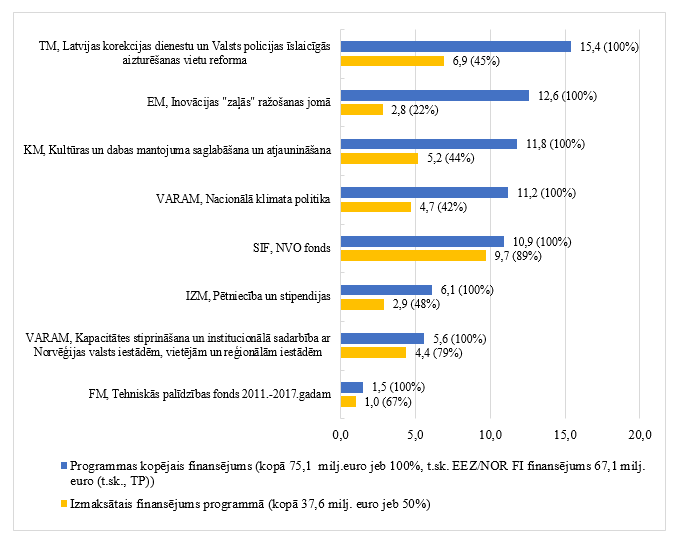 TM, Latvijas korekcijas dienestu un Valsts policijas īslaicīgās
aizturēšanas vietu reforma
15,4 (100%)
6,9 (45%)
EM, Inovācijas "zaļās" ražošanas jomā
12,6 (100%)
2,8 (22%)
KM, Kultūras un dabas mantojuma saglabāšana un atjaunināšana
11,8 (100%)
5,2 (44%)
VARAM, Nacionālā klimata politika
11,2 (100%)
4,7 (42%)
SIF, NVO fonds
10,9 (100%)
9,7 (89%)
IZM, Pētniecība un stipendijas
6,1 (100%)
2,9 (48%)
VARAM, Kapacitātes stiprināšana un institucionālā sadarbība ar
Norvēģijas valsts iestādēm, vietējām un reģionālām iestādēm
5,6 (100%)
4,4 (79%)
FM, Tehniskās palīdzības fonds 2011.-2017.gadam
1,5 (100%)
1,0 (67%)
0,0 5,0 10,0 15,0 20,0
Programmas kopējais finansējums (kopā 75,1 milj.euro jeb 100%, t.sk. EEZ/NOR FI finansējums 67,1 milj.
euro (t.sk., TP))
Izmaksātais finansējums programmā (kopā 37,6 milj. euro jeb 50%)